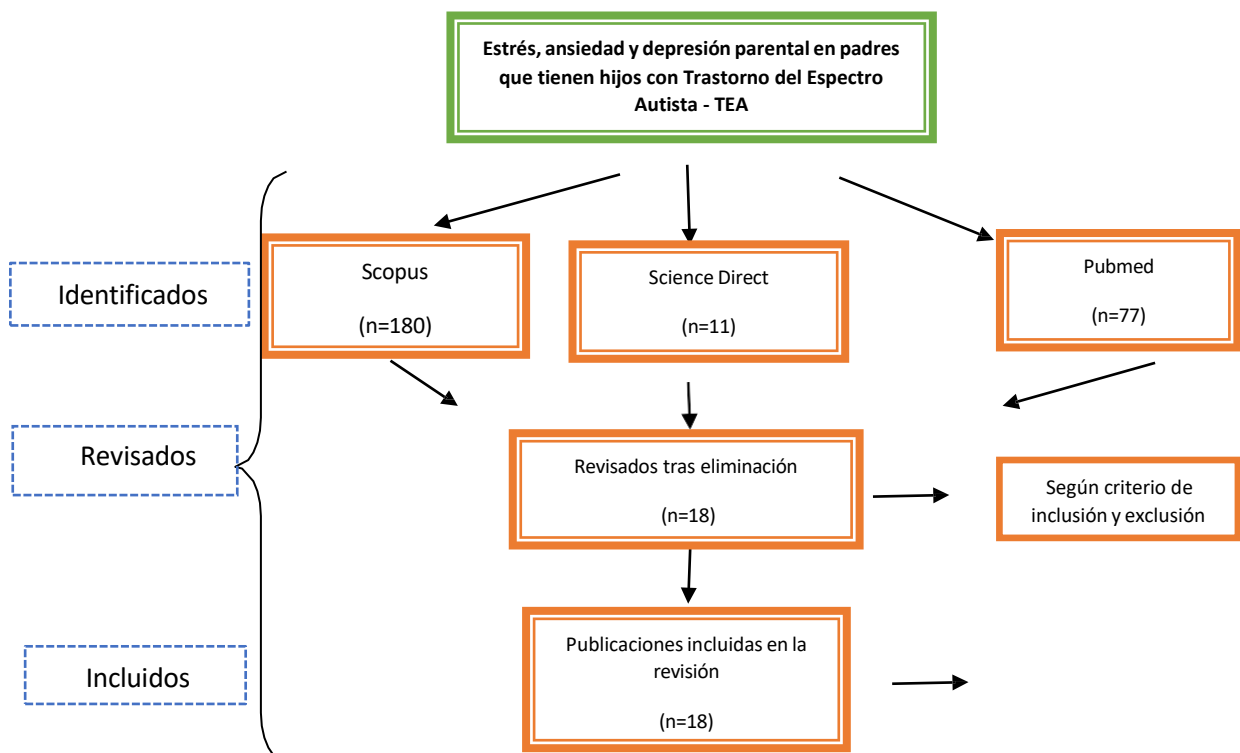 Estrés, ansiedad y depresión parental en padres
que tienen hijos con Trastorno del Espectro
Autista - TEA
Identificados
Scopus
(n=180)
Science Direct
(n=11)
Pubmed
(n=77)
Revisados
Revisados tras eliminación
(n=18)
Según criterio de
inclusión y exclusión
Incluidos
Publicaciones incluidas en la
revisión
(n=18)